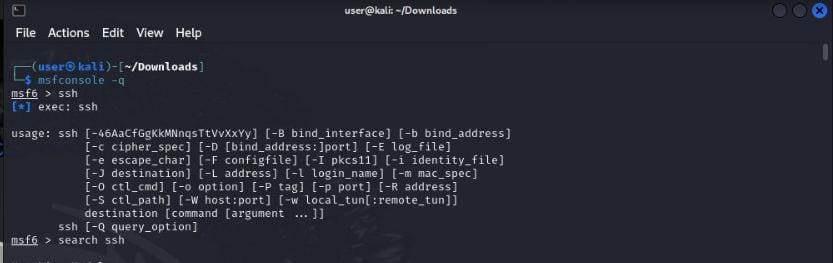 user@kali: ~/Downloads
File Actions Edit View Help
┌──(user㉿kali)-[~/Downloads]
└─$ msfconsole -q
msf6 > ssh
[*] exec: ssh
usage: ssh [-46AaCfGgKkMNnqsTtVvXxYy] [-B bind_interface] [-b bind_address]
[-c cipher_spec] [-D [bind_address:]port] [-E log_file]
[-e escape_char] [-F configfile] [-I pkcs11] [-i identity_file]
[-J destination] [-L address] [-l login_name] [-m mac_spec]
[-O ctl_cmd] [-o option] [-P tag] [-p port] [-R address]
[-S ctl_path] [-W host:port] [-w local_tun[:remote_tun]]
destination [command [argument ...]]
ssh [-Q query_option]
msf6 > search ssh